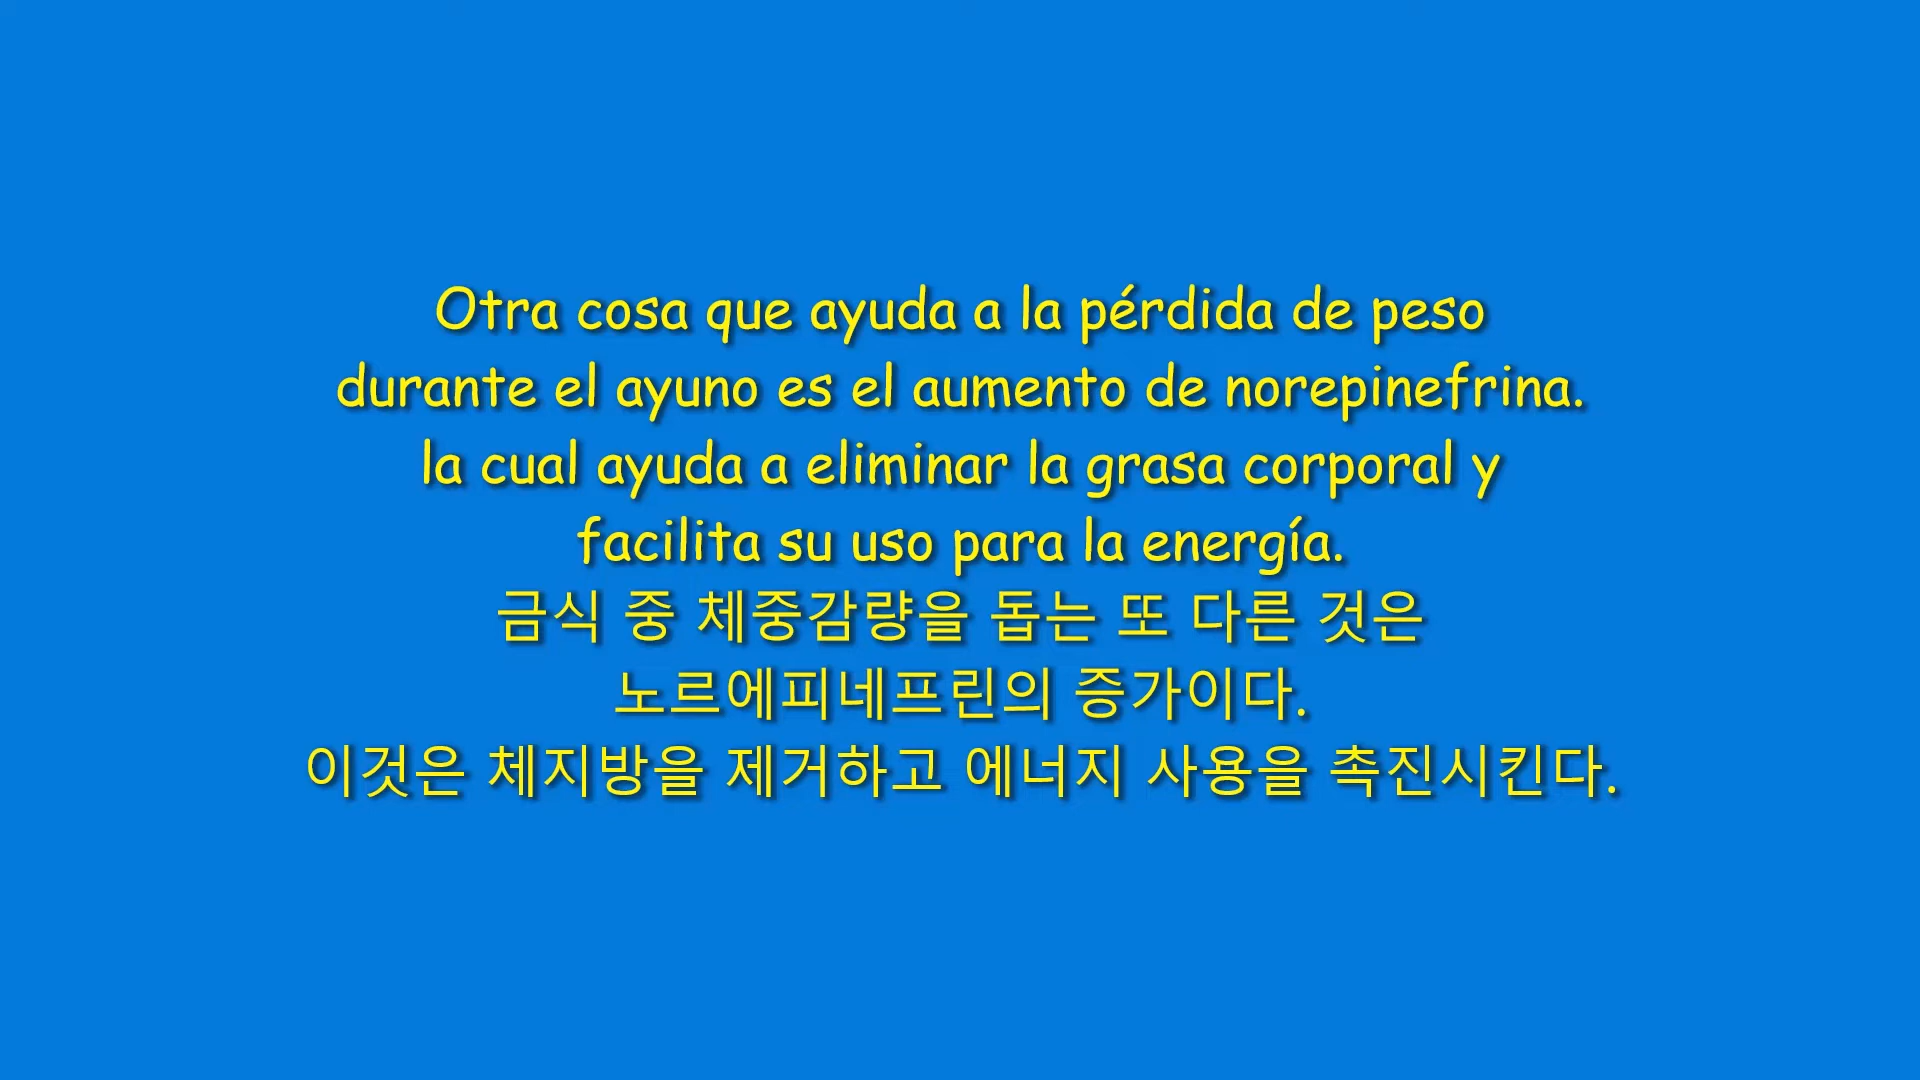 Otra cosa que ayuda a la pérdida de peso
durante el ayuno es el aumento de norepinefrina.
la cual ayuda a eliminar la grasa corporal y
facilita su uso para la energía.
금식 중 체중감량을 돕는 또 다른 것은
노르에피네프린의 증가이다.
이것은 체지방을 제거하고 에너지 사용을 촉진시킨다.